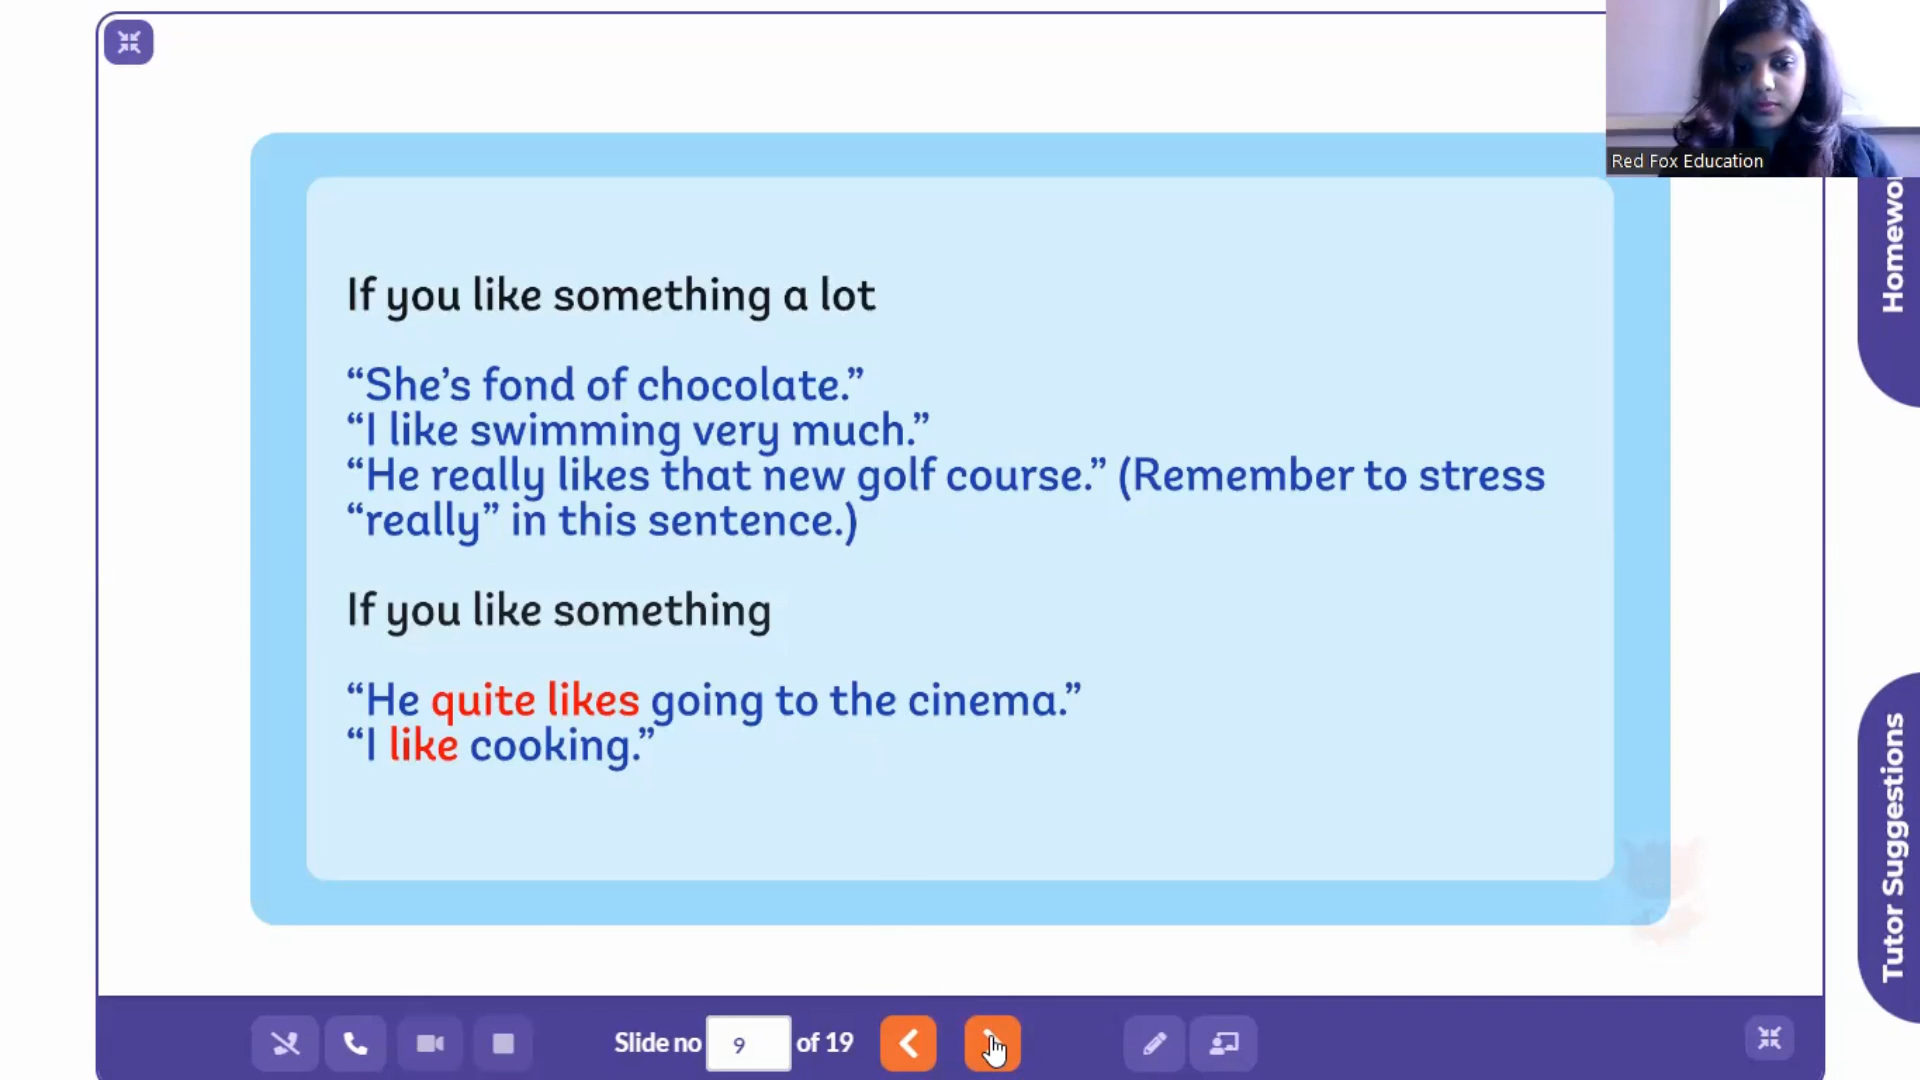 Red Fox Education
If you like something a lot
“She’s fond of chocolate.”
“I like swimming very much.”
“He really likes that new golf course.” (Remember to stress
“really” in this sentence.)
If you like something
“He quite likes going to the cinema.”
“I like cooking.”
Homewo
Tutor Suggestions
Slide no 9 of 19